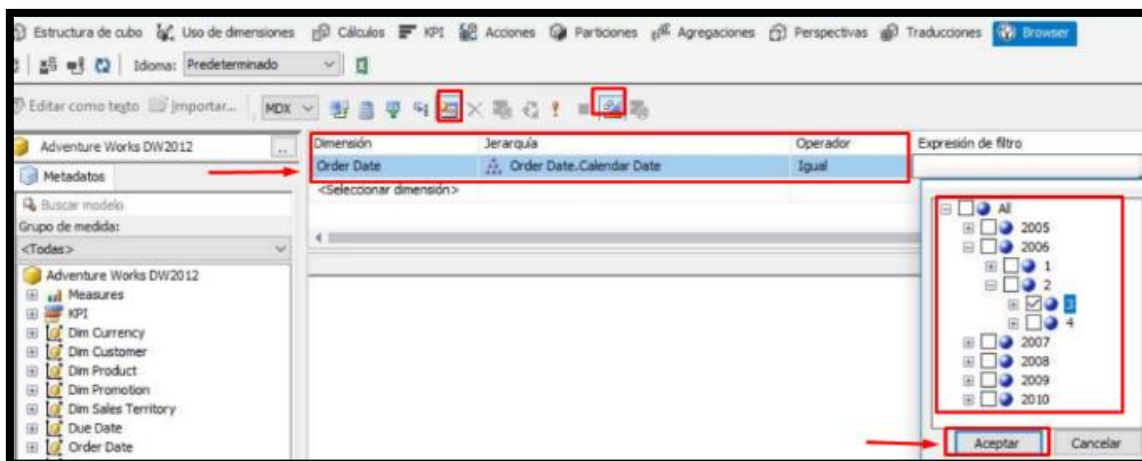 Estructura de cubo Uso de dimensiones Cálculos KPI Acciones Particiones Agregaciones Perspectivas Traducciones Browser
Idioma: Predeterminado
Editar como texto Importar... MDX
Adventure Works DW2012 ..
Metadatos
Buscar modelo
Grupo de medida:
<Todas>
Adventure Works DW2012
Measures
KPI
Dim Currency
Dim Customer
Dim Product
Dim Promotion
Dim Sales Territory
Due Date
Order Date
Dimensión Jerarquía Operador Expresión de filtro
Order Date Order Date.Calendar Date Igual
<Seleccionar dimensión>
All
2005
2006
1
2
3
4
2007
2008
2009
2010
Aceptar Cancelar